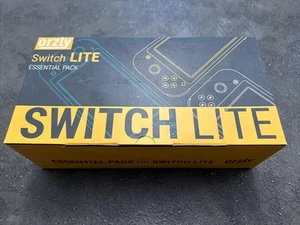 orzly
Switch LITE
ESSENTIAL PACK
SWITCH LITE
ESSENTIAL PACK for SWITCH LITE
orzly